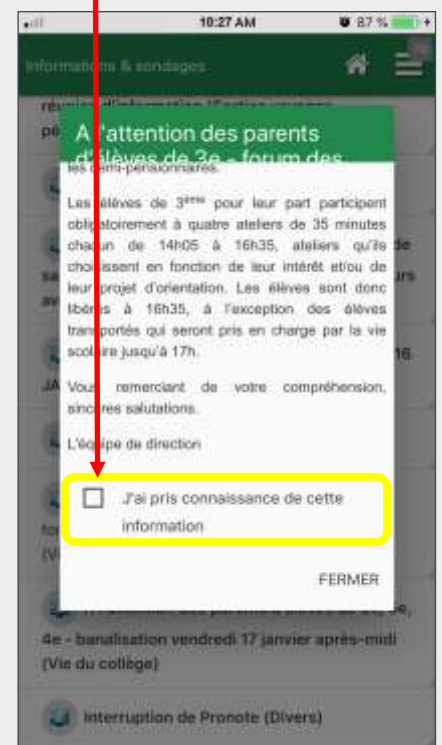 10:27 AM
87 %
Informations & sondages
A l'attention des parents
d'élèves de 3e - forum des
les demi-pensionnaires.
Les élèves de 3ème pour leur part participent
obligatoirement à quatre ateliers de 35 minutes
chacun de 14h05 à 16h35, ateliers qu'ils
choisissent en fonction de leur intérêt et/ou de
leur projet d'orientation. Les élèves sont donc
libérés à 16h35, à l'exception des élèves
transportés qui seront pris en charge par la vie
scolaire jusqu'à 17h.
Vous remerciant de votre compréhension,
sincères salutations.
L'équipe de direction
J'ai pris connaissance de cette
information
FERMER
4e - banalisation vendredi 17 janvier après-midi
(Vie du collège)
Interruption de Pronote (Divers)